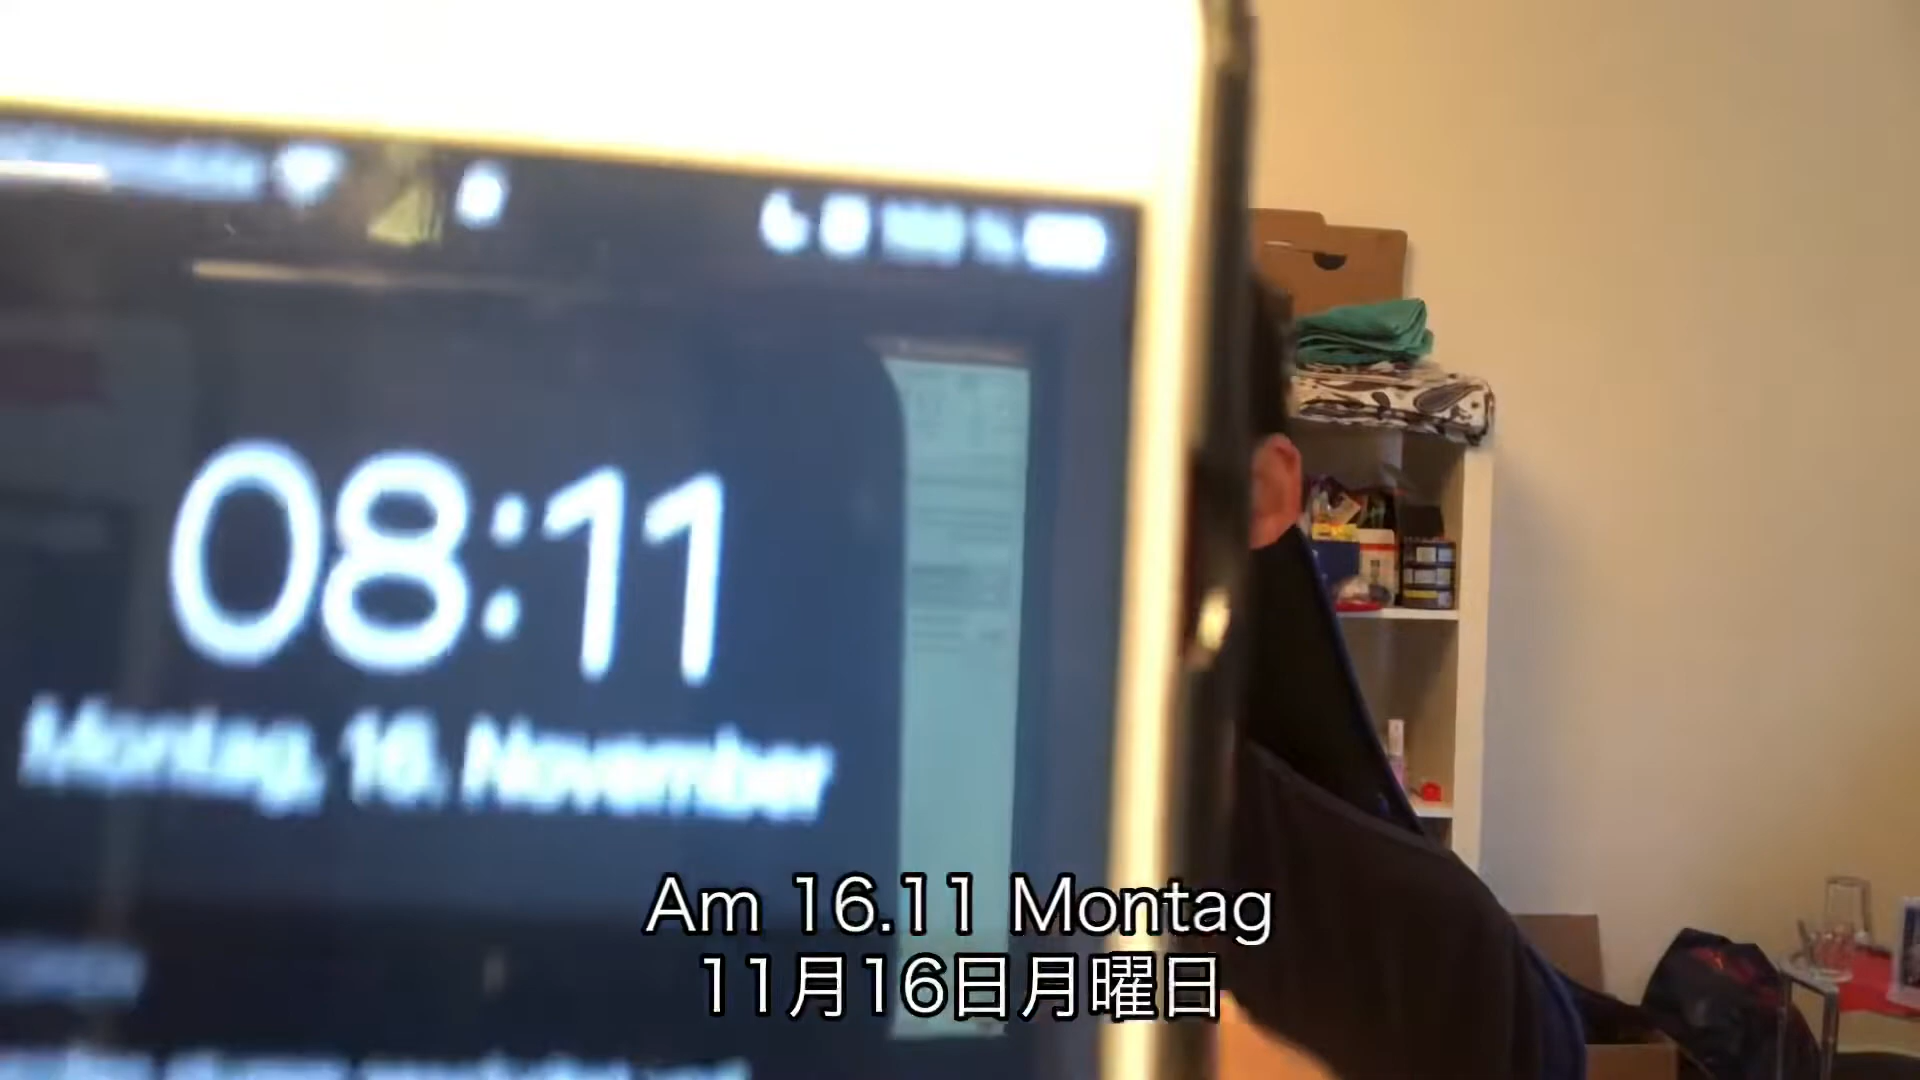 08:11
Montag, 16. November
Am 16.11 Montag
11月16日月曜日